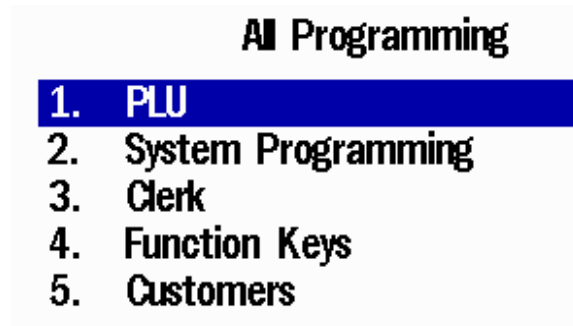 All Programming
1. PLU
2. System Programming
3. Clerk
4. Function Keys
5. Customers